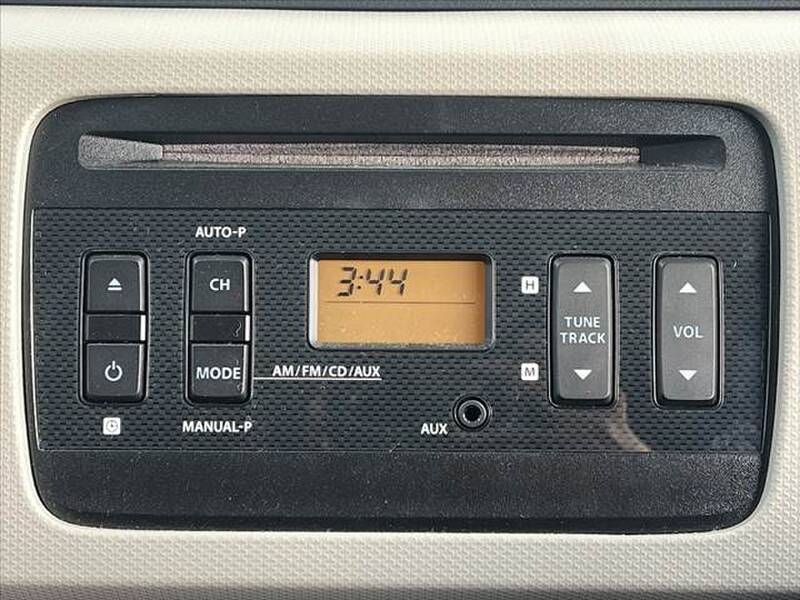 AUTO-P
CH
3:44
H
TUNE
TRACK
VOL
MODE
AM/FM/CD/AUX
M
MANUAL-P
AUX